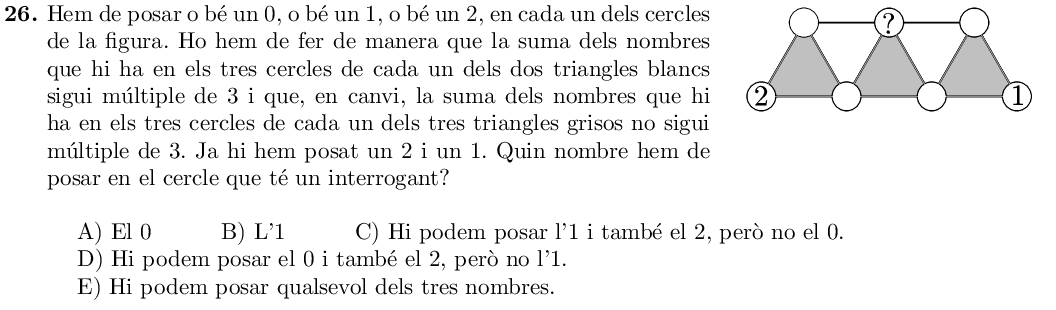 26. Hem de posar o bé un 0, o bé un 1, o bé un 2, en cada un dels cercles
de la figura. Ho hem de fer de manera que la suma dels nombres
que hi ha en els tres cercles de cada un dels dos triangles blancs
sigui múltiple de 3 i que, en canvi, la suma dels nombres que hi
ha en els tres cercles de cada un dels tres triangles grisos no sigui
múltiple de 3. Ja hi hem posat un 2 i un 1. Quin nombre hem de
posar en el cercle que té un interrogant?
?
2 1
A) El 0 B) L'1 C) Hi podem posar l'1 i també el 2, però no el 0.
D) Hi podem posar el 0 i també el 2, però no l'1.
E) Hi podem posar qualsevol dels tres nombres.